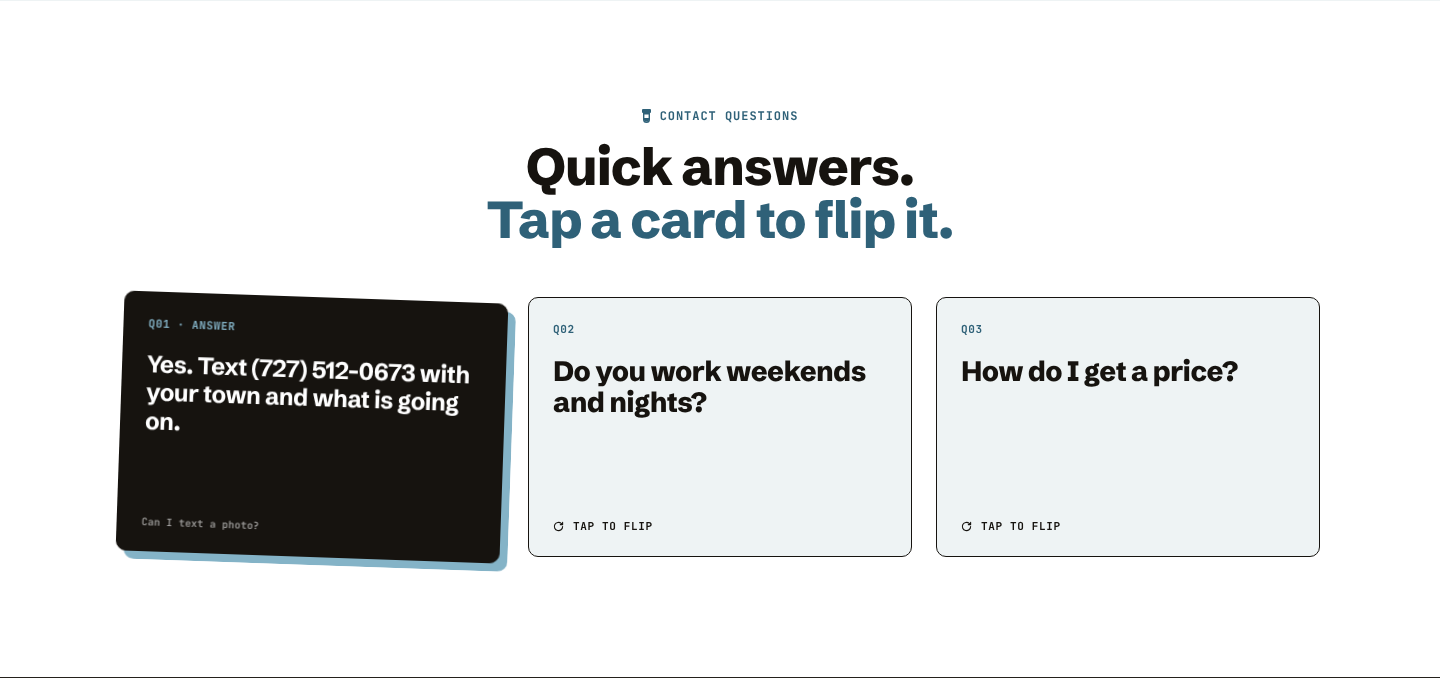 CONTACT QUESTIONS
Quick answers.
Tap a card to flip it.
Q01 · ANSWER
Yes. Text (727) 512-0673 with
your town and what is going
on.
Can I text a photo?
Q02
Do you work weekends
and nights?
TAP TO FLIP
Q03
How do I get a price?
TAP TO FLIP